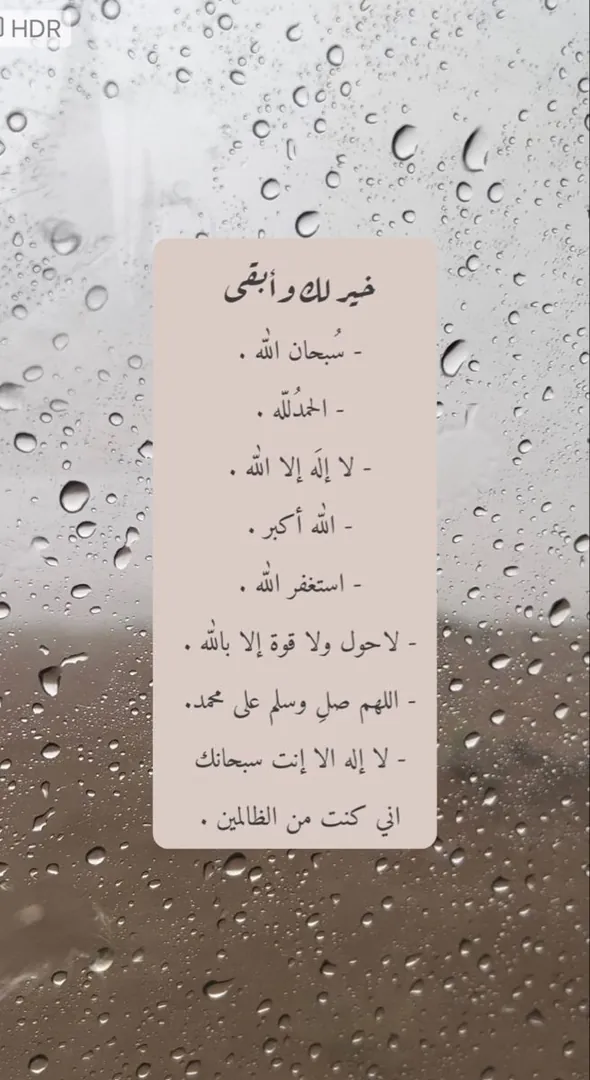 HDR
خير لك وأبقى
- سُبحان الله .
- الحمدُللّه .
- لا إلَه إلا الله .
- الله أكبر .
- استغفر الله .
- لاحول ولا قوة إلا بالله .
- اللهم صلِ وسلم على محمد.
- لا إله الا إنت سبحانك
اني كنت من الظالمين .